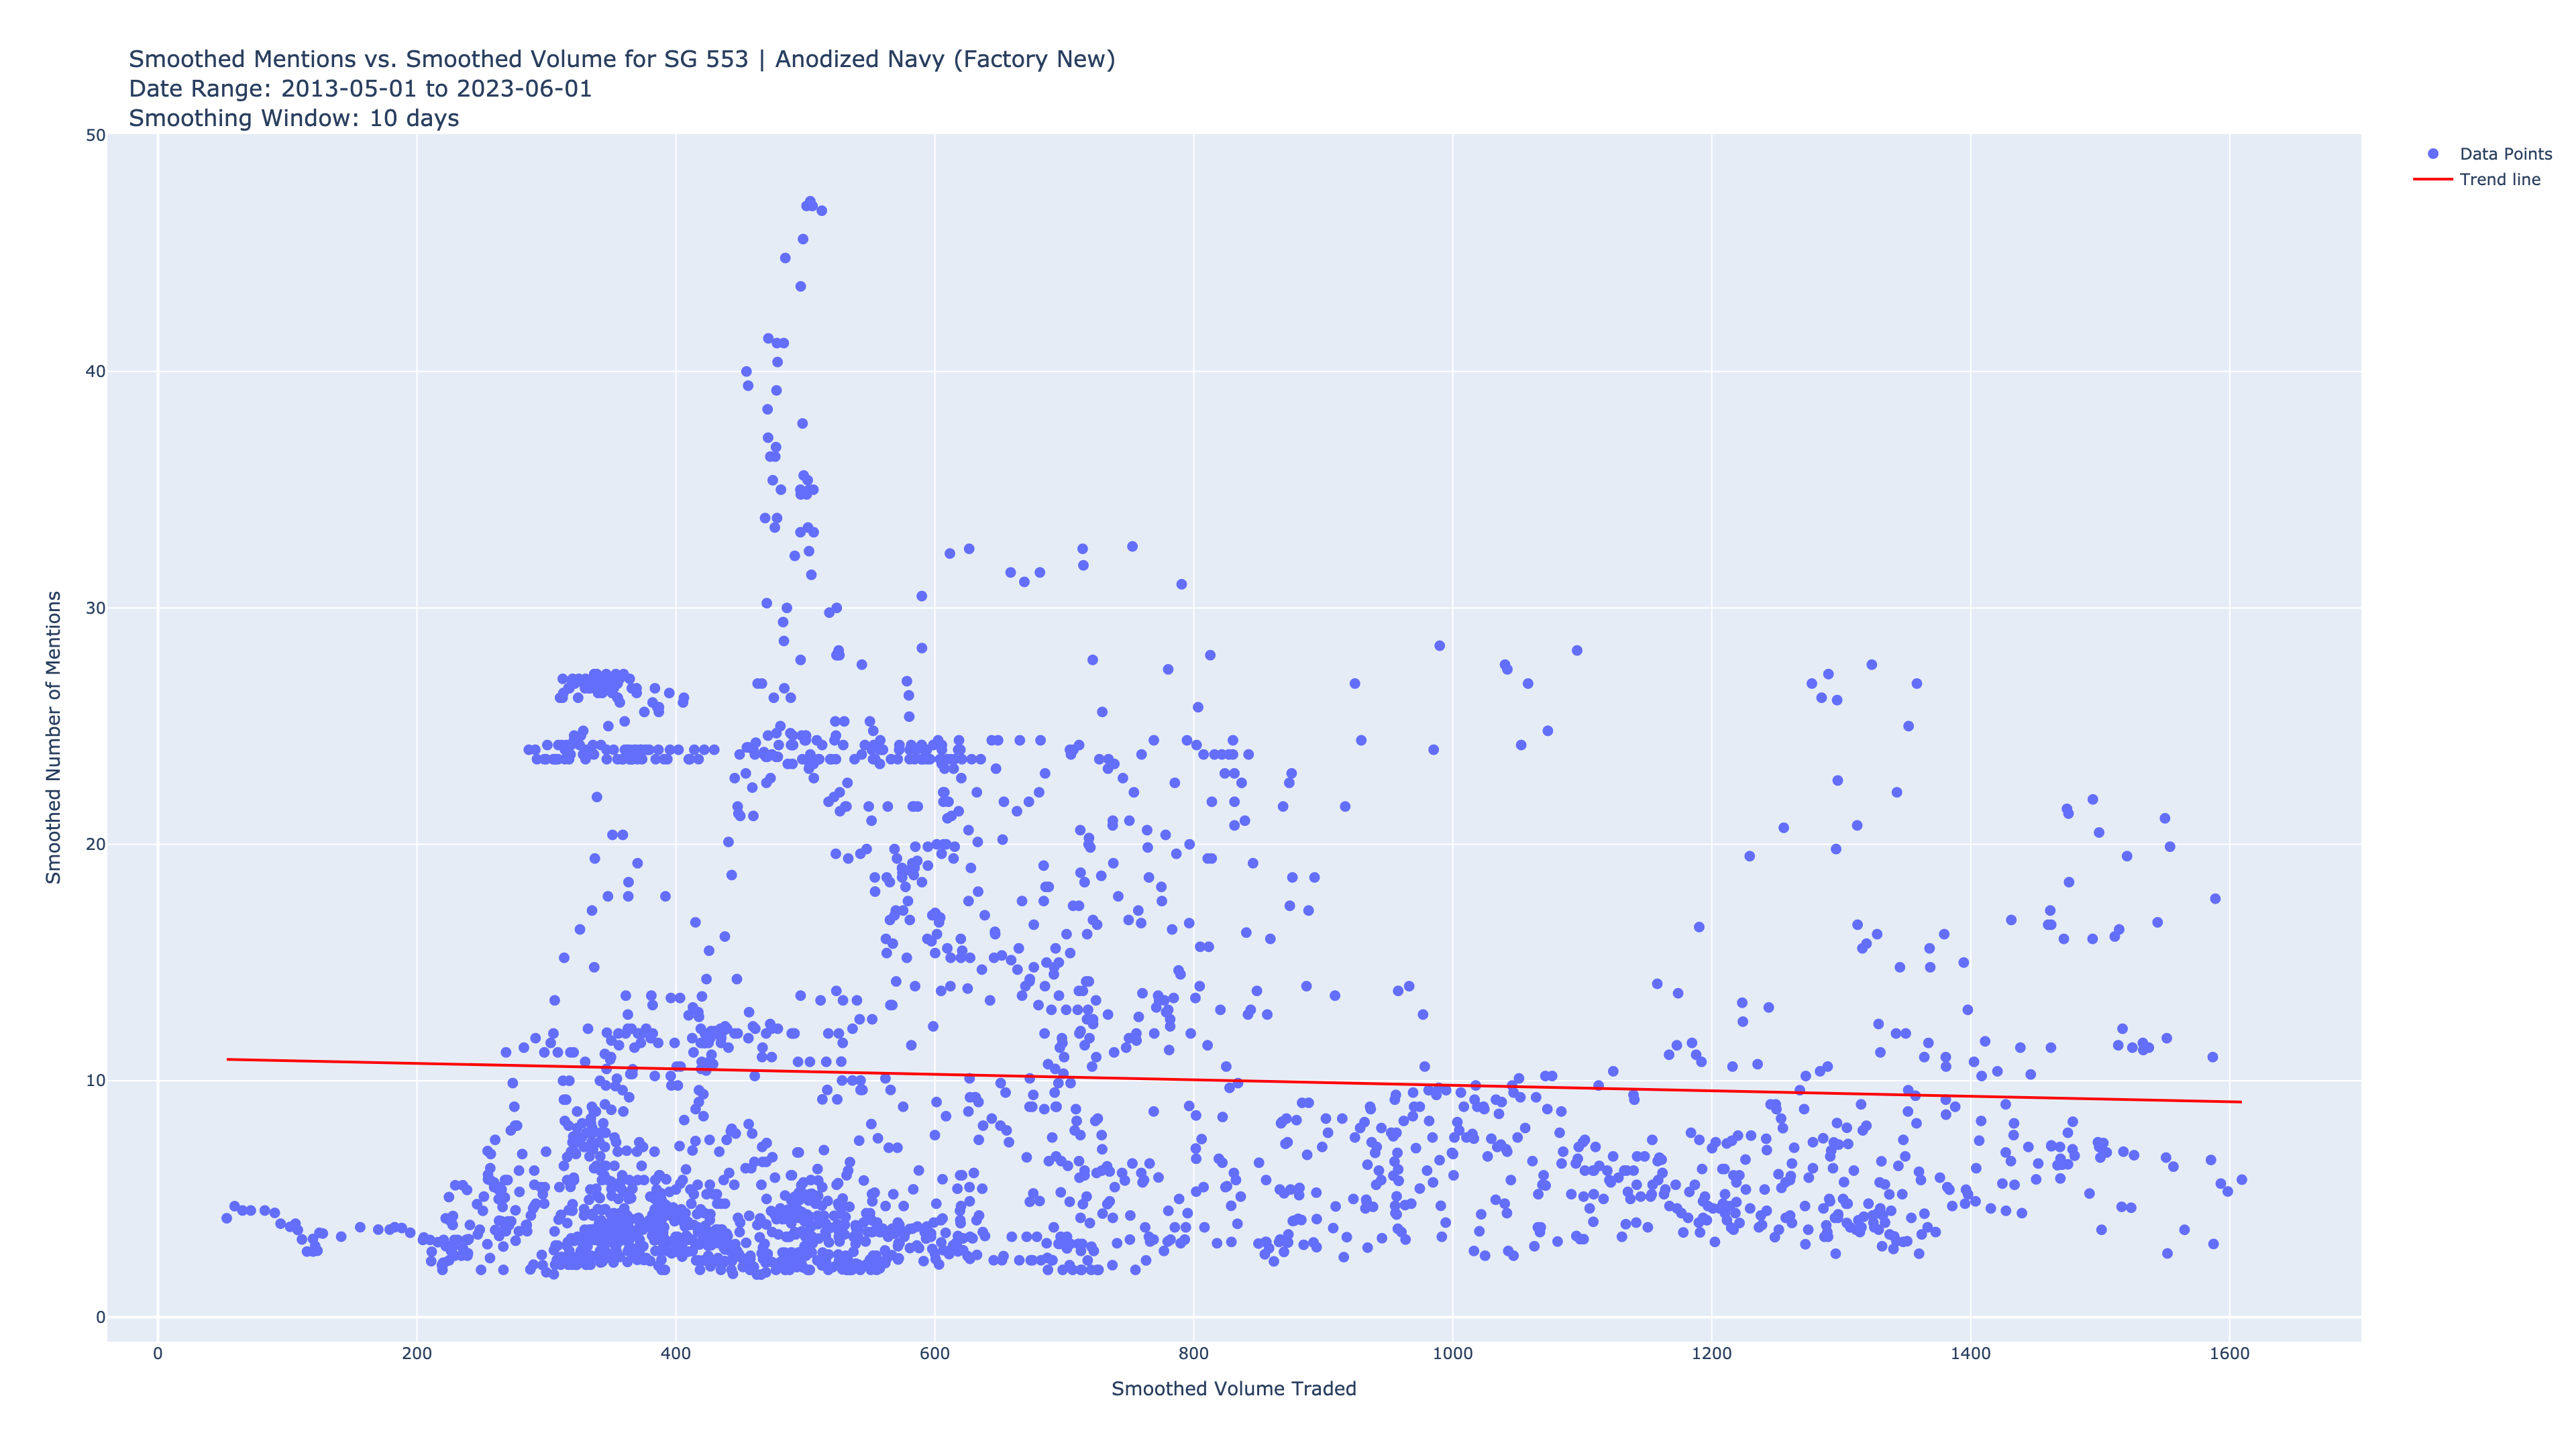 Smoothed Mentions vs. Smoothed Volume for SG 553 | Anodized Navy (Factory New)
Date Range: 2013-05-01 to 2023-06-01
Smoothing Window: 10 days
Data Points
Trend line
50
40
30
20
10
0
Smoothed Number of Mentions
0
200
400
600
800
1000
1200
1400
1600
Smoothed Volume Traded